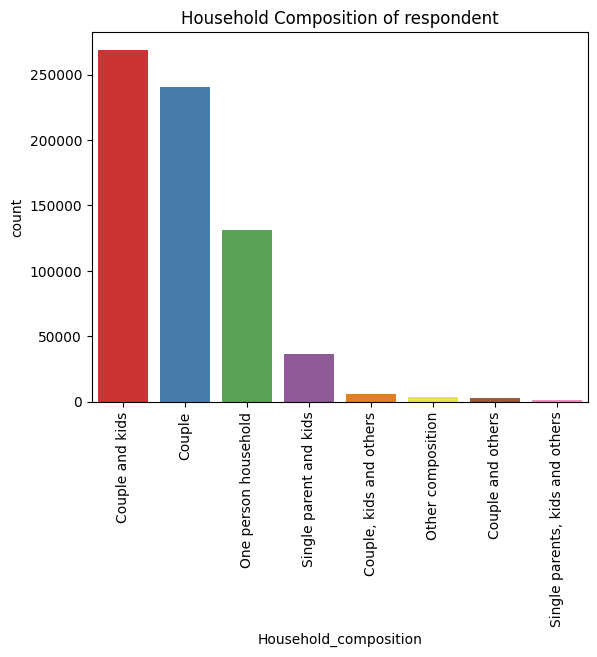 Household Composition of respondent
count
250000
200000
150000
100000
50000
0
Couple and kids
Couple
One person household
Single parent and kids
Couple, kids and others
Other composition
Couple and others
Single parents, kids and others
Household_composition